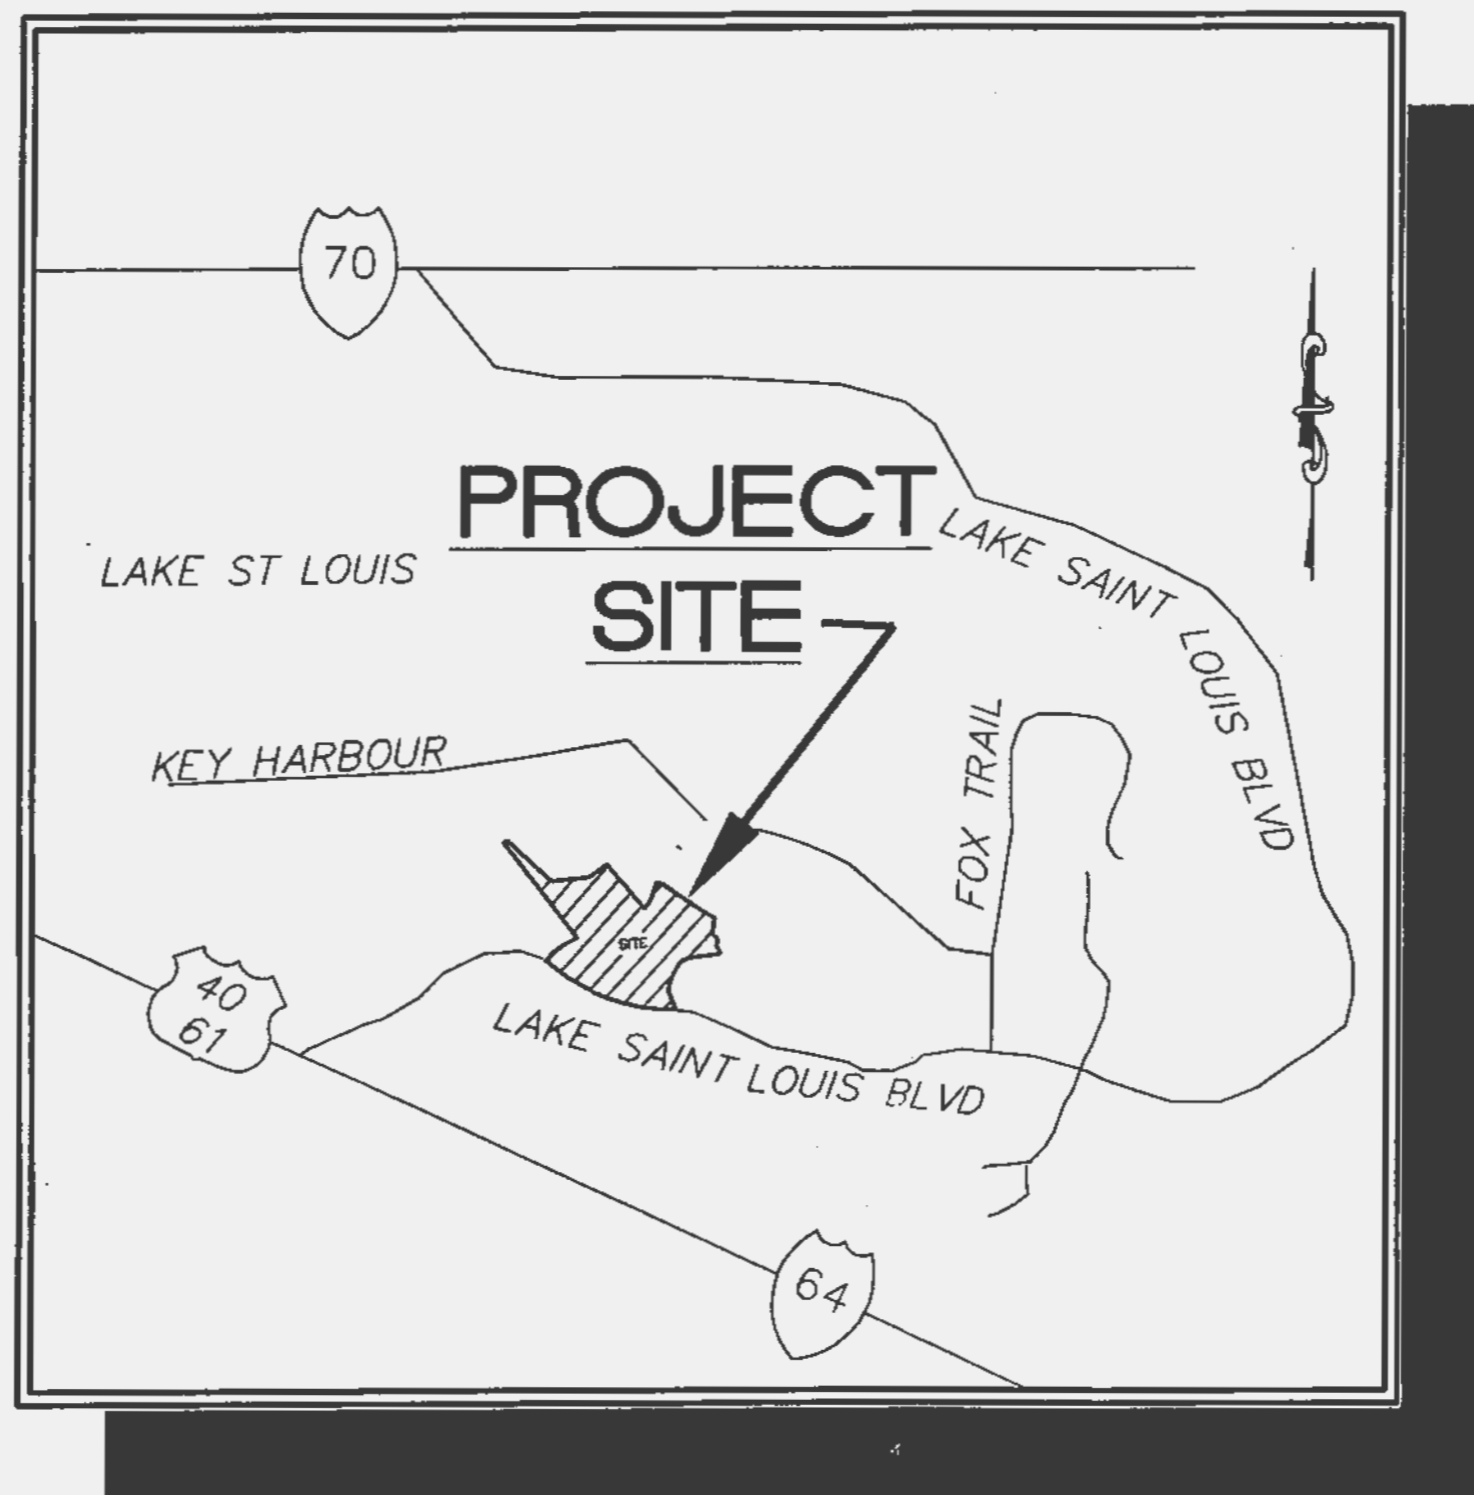 70
PROJECT
SITE
LAKE SAINT LOUIS BLVD
LAKE ST LOUIS
FOX TRAIL
KEY HARBOUR
SITE
40
61
LAKE SAINT LOUIS BLVD
64